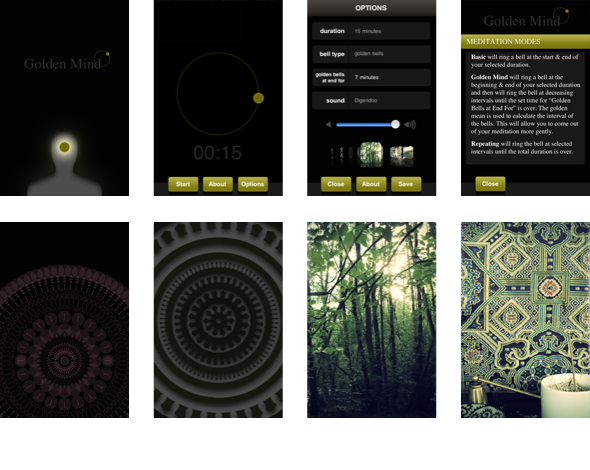 Golden Mind
00:15
Start
About
Options
OPTIONS
duration
15 minutes
bell type
golden bells
golden bells
at end for
7 minutes
sound
Digeridoo
Close
About
Save
Golden Mind
MEDITATION MODES
Basic will ring a bell at the start & end of
your selected duration.
Golden Mind will ring a bell at the
beginning & end of your selected duration
and then will ring the bell at decreasing
intervals until the set time for “Golden
Bells at End For” is over. The golden
mean is used to calculate the interval of
the bells. This will allow you to come out
of your meditation more gently.
Repeating will ring the bell at selected
intervals until the total duration is over.
Close